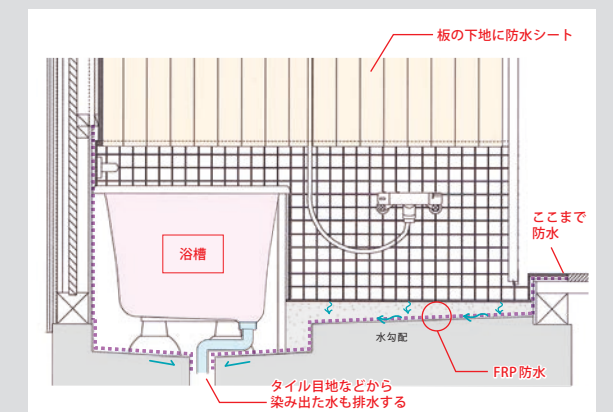 板の下地に防水シート
ここまで
防水
浴槽
水勾配
FRP防水
タイル目地などから
染み出た水も排水する